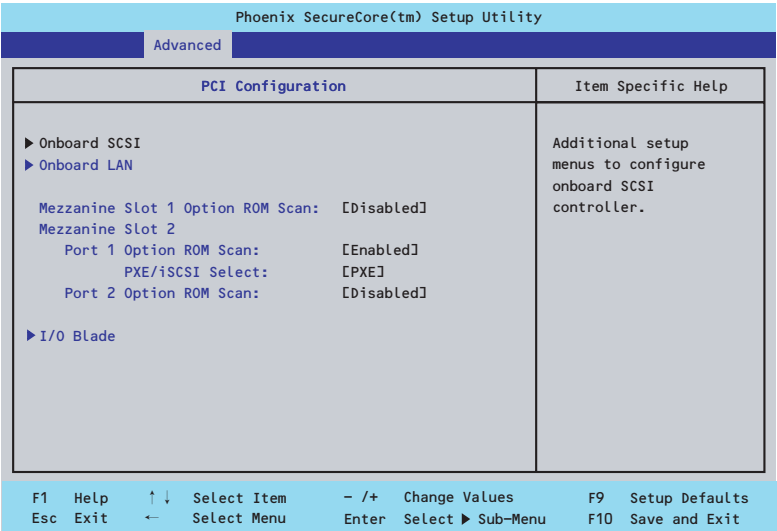 Phoenix SecureCore(tm) Setup Utility
Advanced
PCI Configuration
Item Specific Help
▶ Onboard SCSI
▶ Onboard LAN
Mezzanine Slot 1 Option ROM Scan: [Disabled]
Mezzanine Slot 2
Port 1 Option ROM Scan: [Enabled]
PXE/iSCSI Select: [PXE]
Port 2 Option ROM Scan: [Disabled]
▶ I/O Blade
Additional setup
menus to configure
onboard SCSI
controller.
F1 Help ↑↓ Select Item - /+ Change Values F9 Setup Defaults
Esc Exit ← Select Menu Enter Select ▶ Sub-Menu F10 Save and Exit